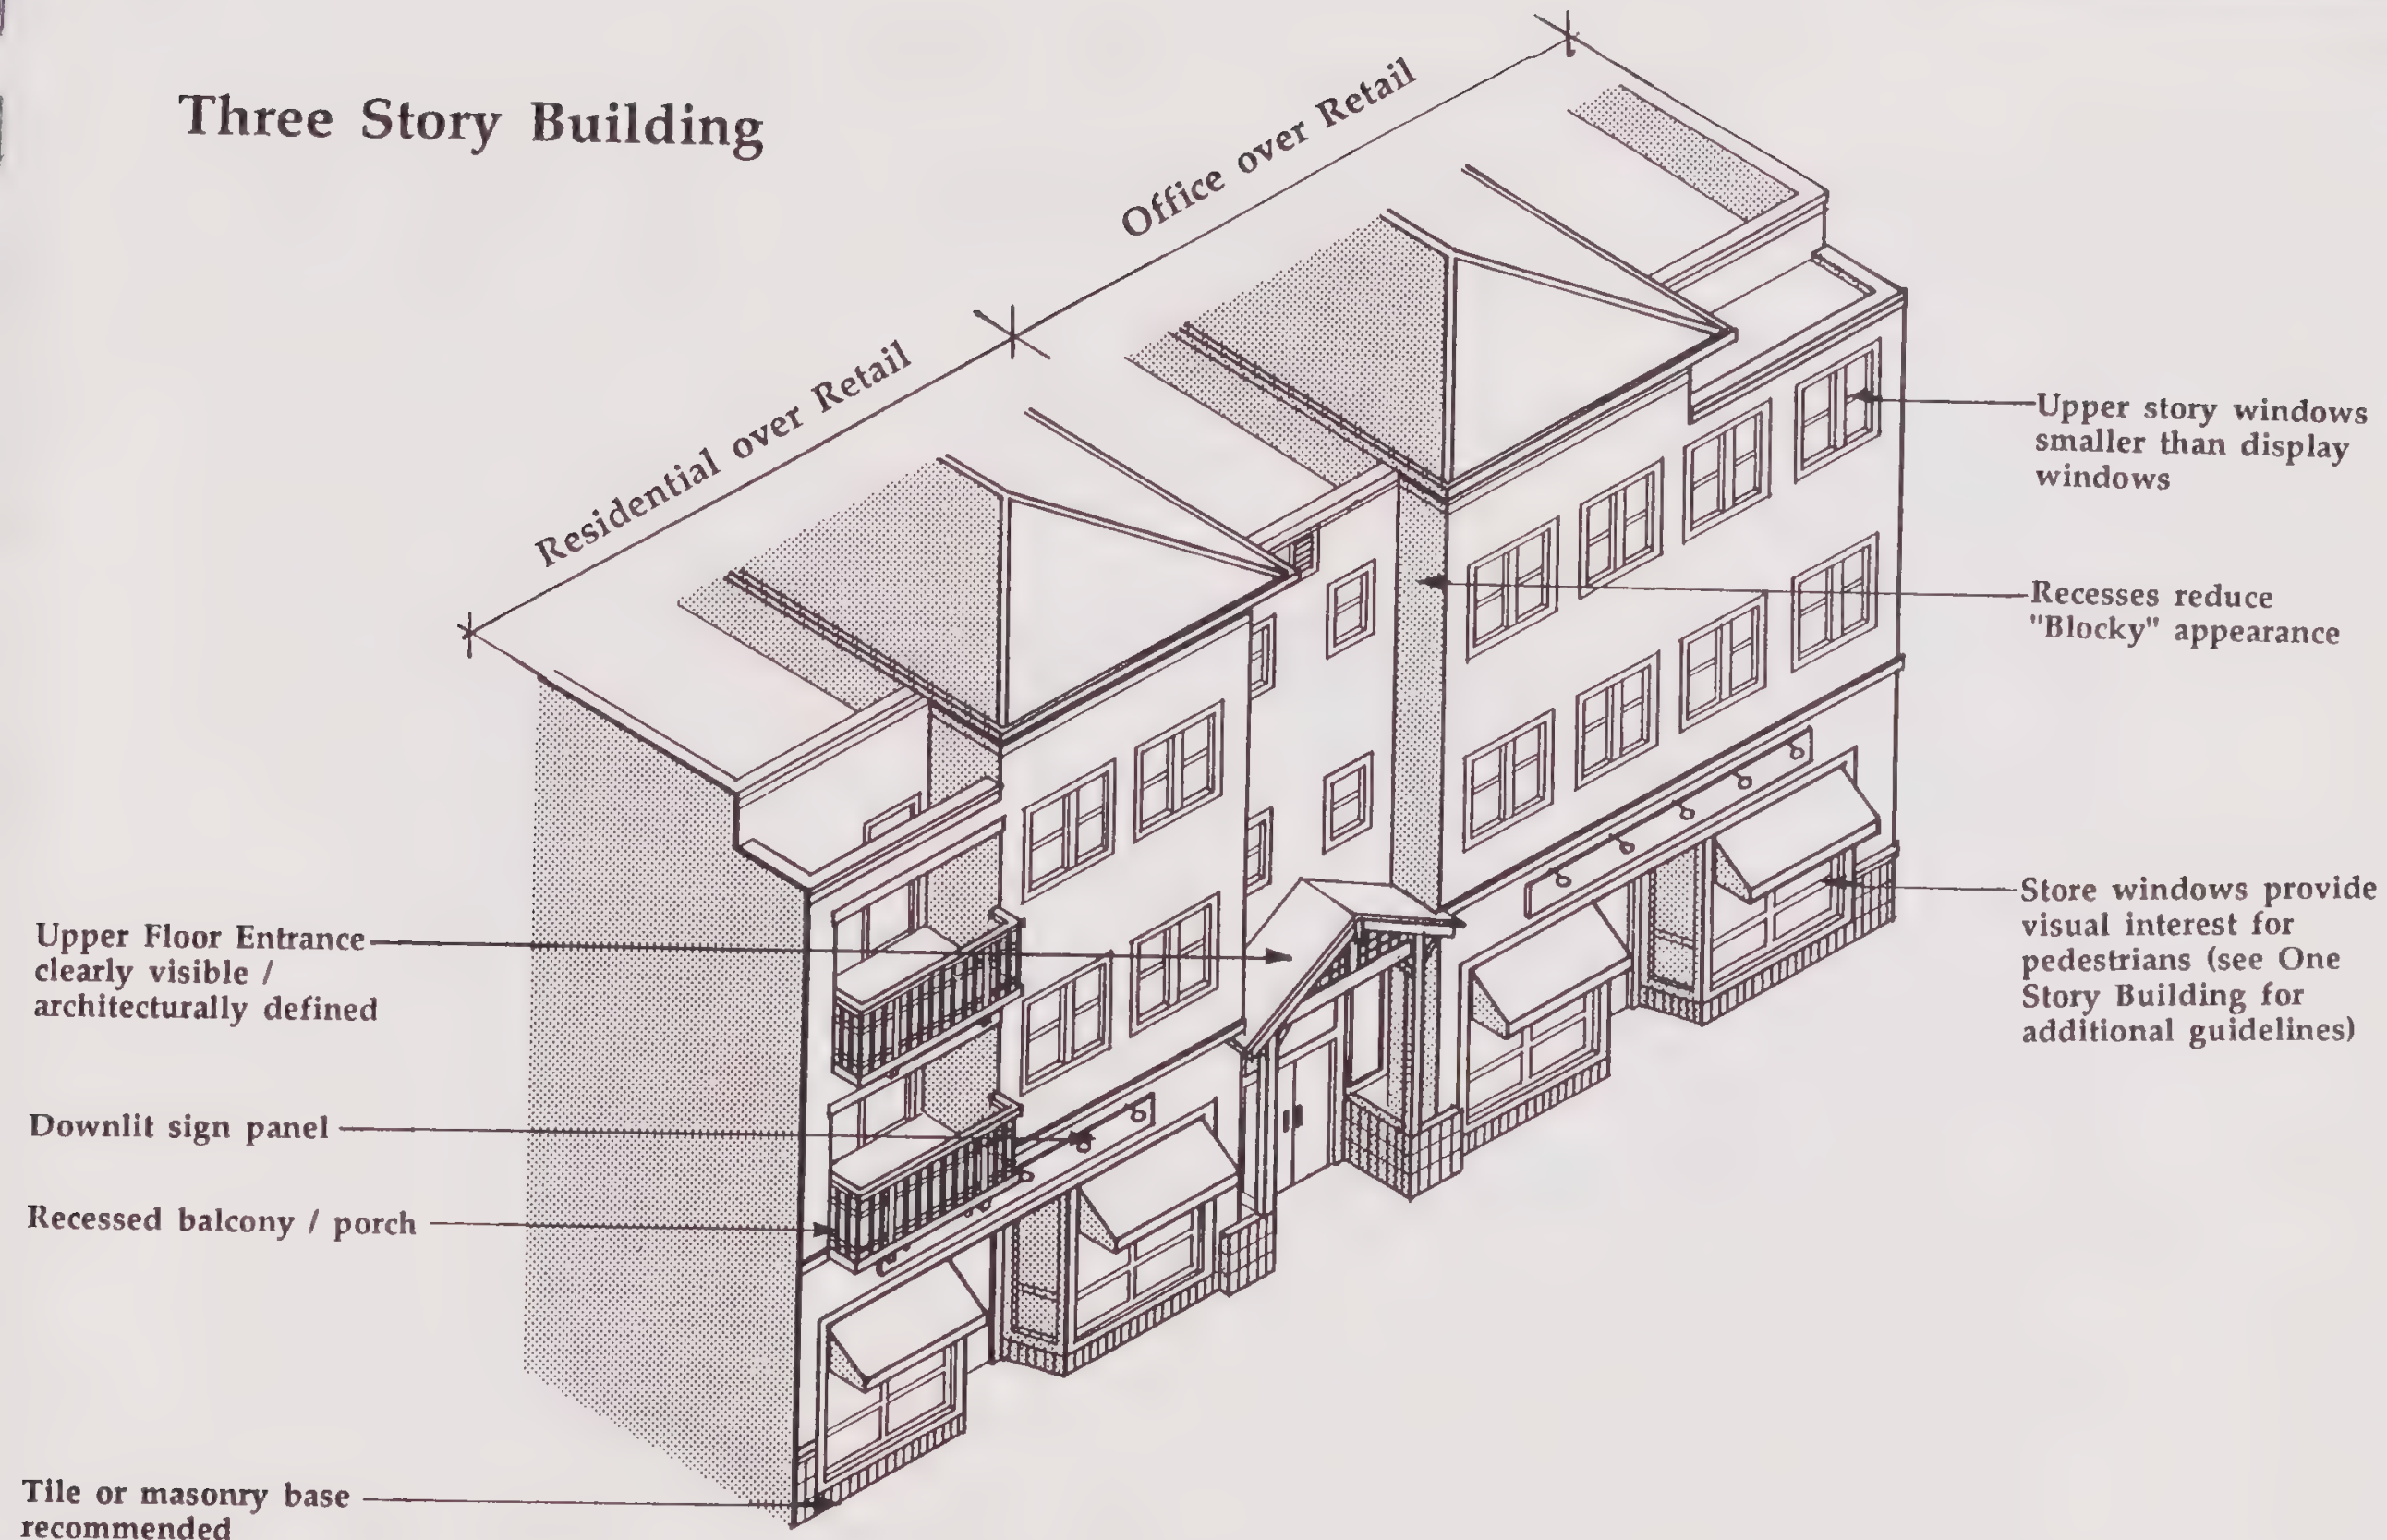 Three Story Building
Office over Retail
Residential over Retail
Upper story windows
smaller than display
windows
Recesses reduce
"Blocky" appearance
Store windows provide
visual interest for
pedestrians (see One
Story Building for
additional guidelines)
Upper Floor Entrance
clearly visible /
architecturally defined
Downlit sign panel
Recessed balcony / porch
Tile or masonry base
recommended